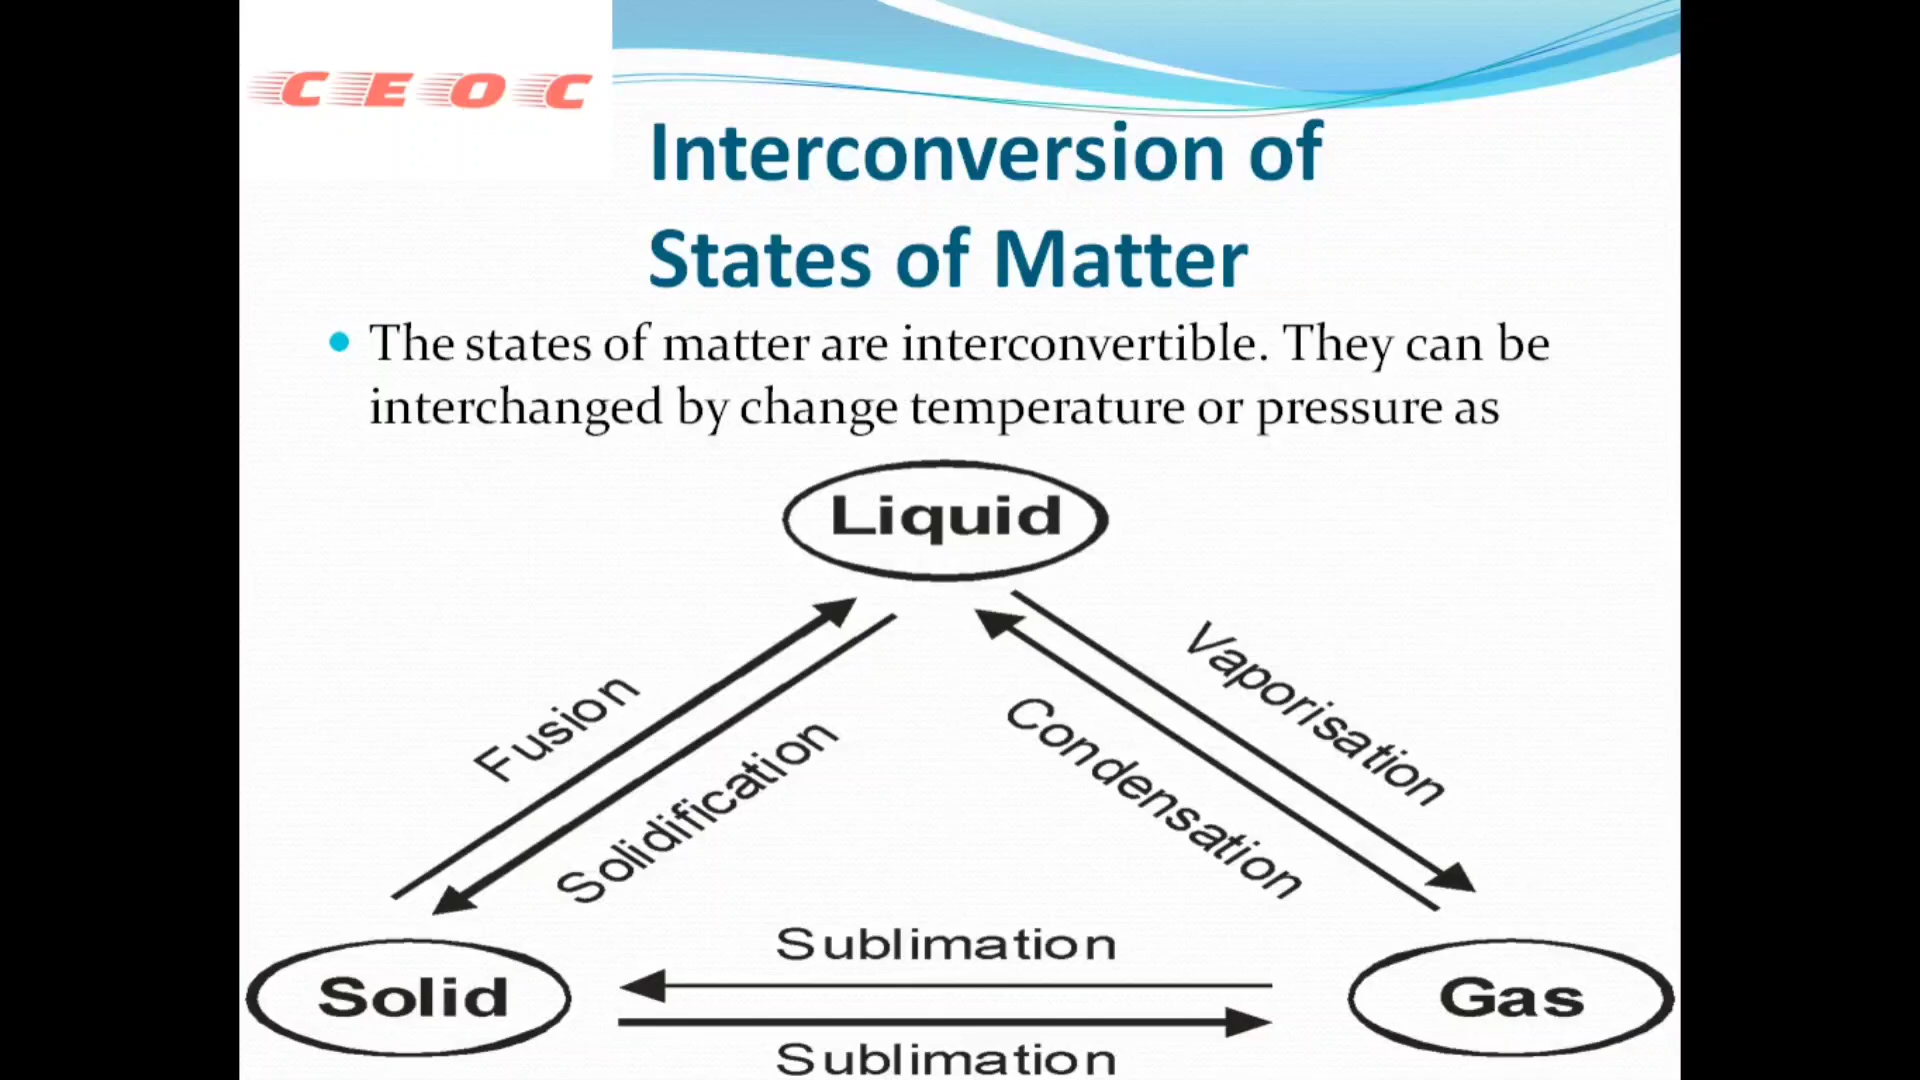 CEOC
Interconversion of
States of Matter
The states of matter are interconvertible. They can be
interchanged by change temperature or pressure as
Liquid
Fusion
Solidification
Vaporisation
Condensation
Sublimation
Solid
Gas
Sublimation